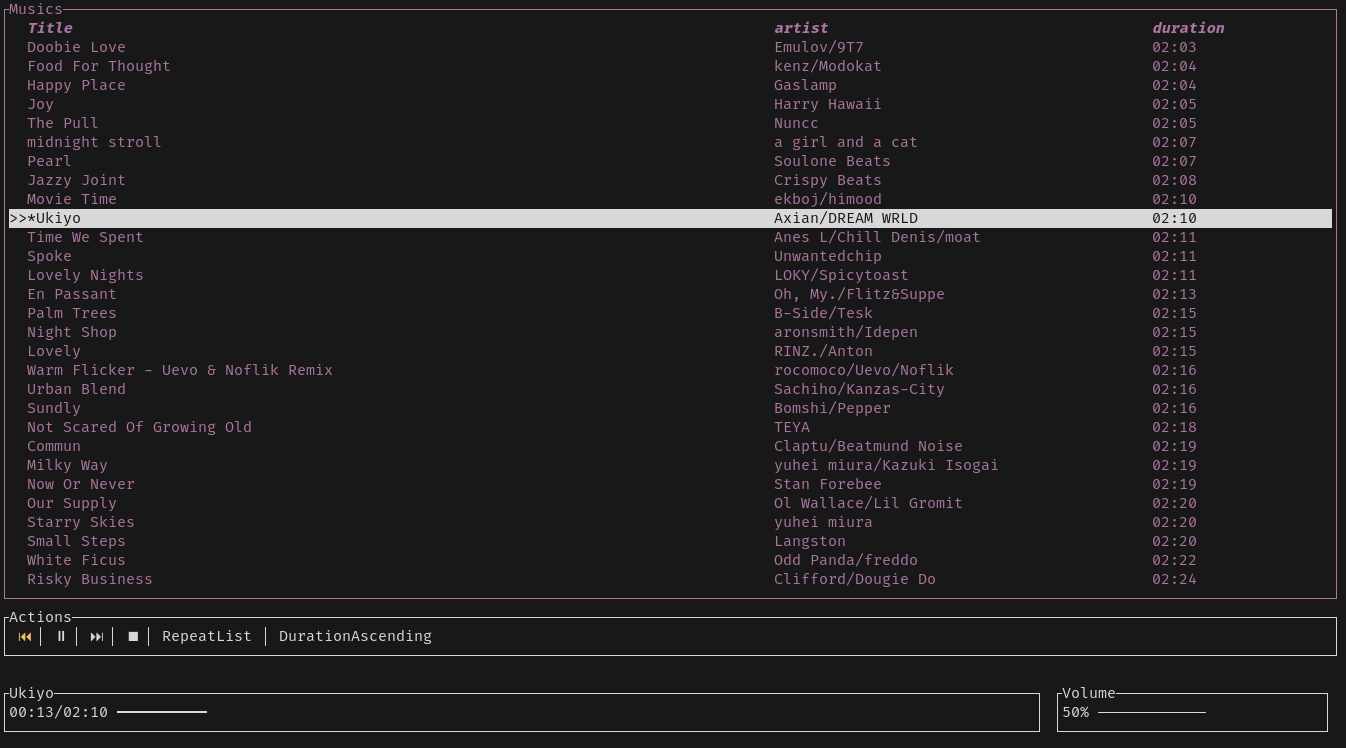 Musics
Title artist duration
Doobie Love Emulov/9T7 02:03
Food For Thought kenz/Modokat 02:04
Happy Place Gaslamp 02:04
Joy Harry Hawaii 02:05
The Pull Nuncc 02:05
midnight stroll a girl and a cat 02:07
Pearl Soulone Beats 02:07
Jazzy Joint Crispy Beats 02:08
Movie Time ekboj/himood 02:10
>>*Ukiyo Axian/DREAM WRLD 02:10
Time We Spent Anes L/Chill Denis/moat 02:11
Spoke Unwantedchip 02:11
Lovely Nights LOKY/Spicytoast 02:11
En Passant Oh, My./Flitz&Suppe 02:13
Palm Trees B-Side/Tesk 02:15
Night Shop aronsmith/Idepen 02:15
Lovely RINZ./Anton 02:15
Warm Flicker - Uevo & Noflik Remix rocomoco/Uevo/Noflik 02:16
Urban Blend Sachiho/Kanzas-City 02:16
Sundly Bomshi/Pepper 02:16
Not Scared Of Growing Old TEYA 02:18
Commun Claptu/Beatmund Noise 02:19
Milky Way yuhei miura/Kazuki Isogai 02:19
Now Or Never Stan Forebee 02:19
Our Supply Ol Wallace/Lil Gromit 02:20
Starry Skies yuhei miura 02:20
Small Steps Langston 02:20
White Ficus Odd Panda/freddo 02:22
Risky Business Clifford/Dougie Do 02:24
Actions
⏮ │ ⏸ │ ⏭ │ ⏹ │ RepeatList │ DurationAscending
Ukiyo
00:13/02:10
Volume
50%